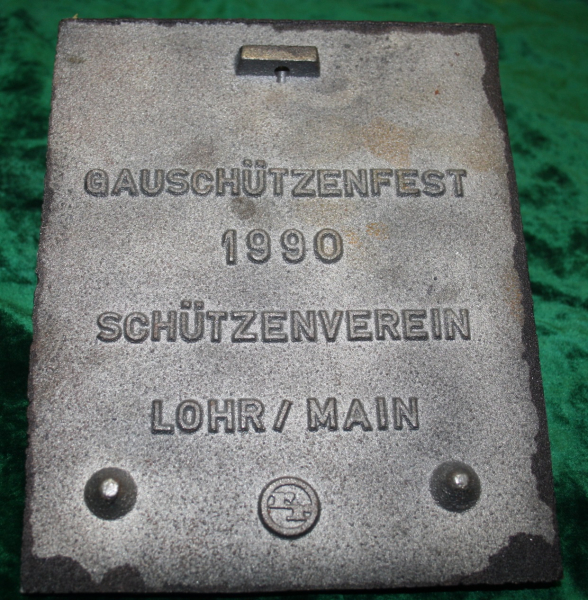 GAUSCHÜTZENFEST
1990
SCHÜTZENVEREIN
LOHR / MAIN